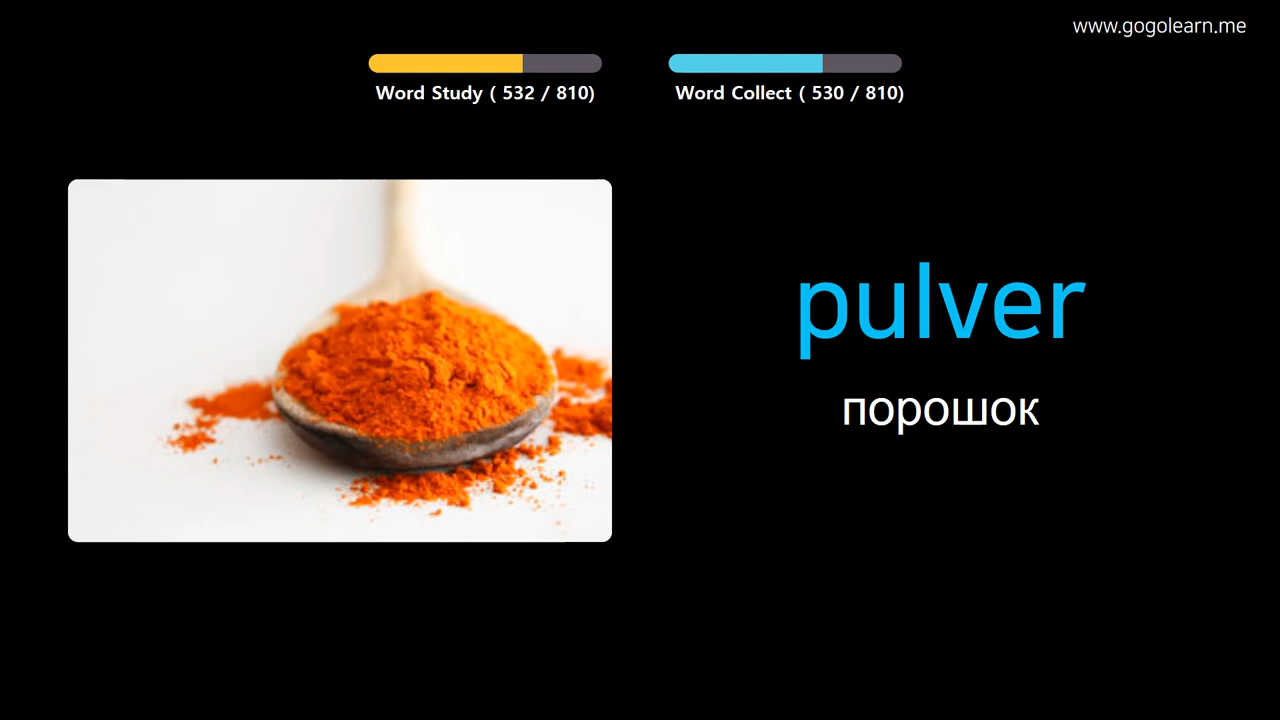 www.gogolearn.me
Word Study ( 532 / 810)
Word Collect ( 530 / 810)
pulver
порошок